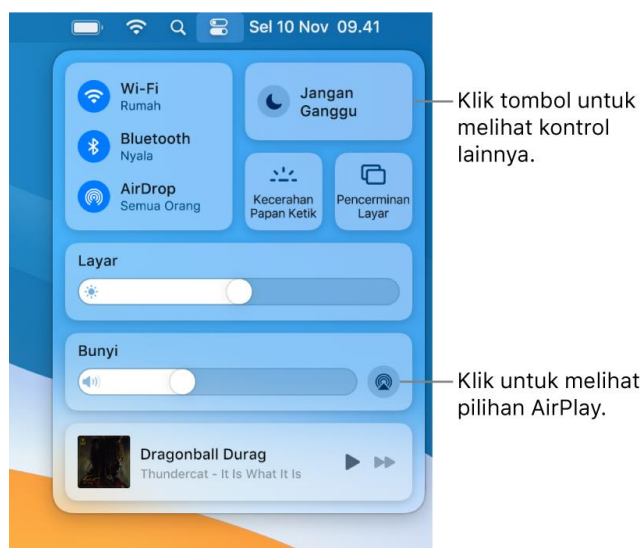 Sel 10 Nov 09.41
Wi-Fi
Rumah
Bluetooth
Nyala
AirDrop
Semua Orang
Jangan
Ganggu
Kecerahan
Papan Ketik
Pencerminan
Layar
Klik tombol untuk
melihat kontrol
lainnya.
Layar
Bunyi
Klik untuk melihat
pilihan AirPlay.
Dragonball Durag
Thundercat - It Is What It Is